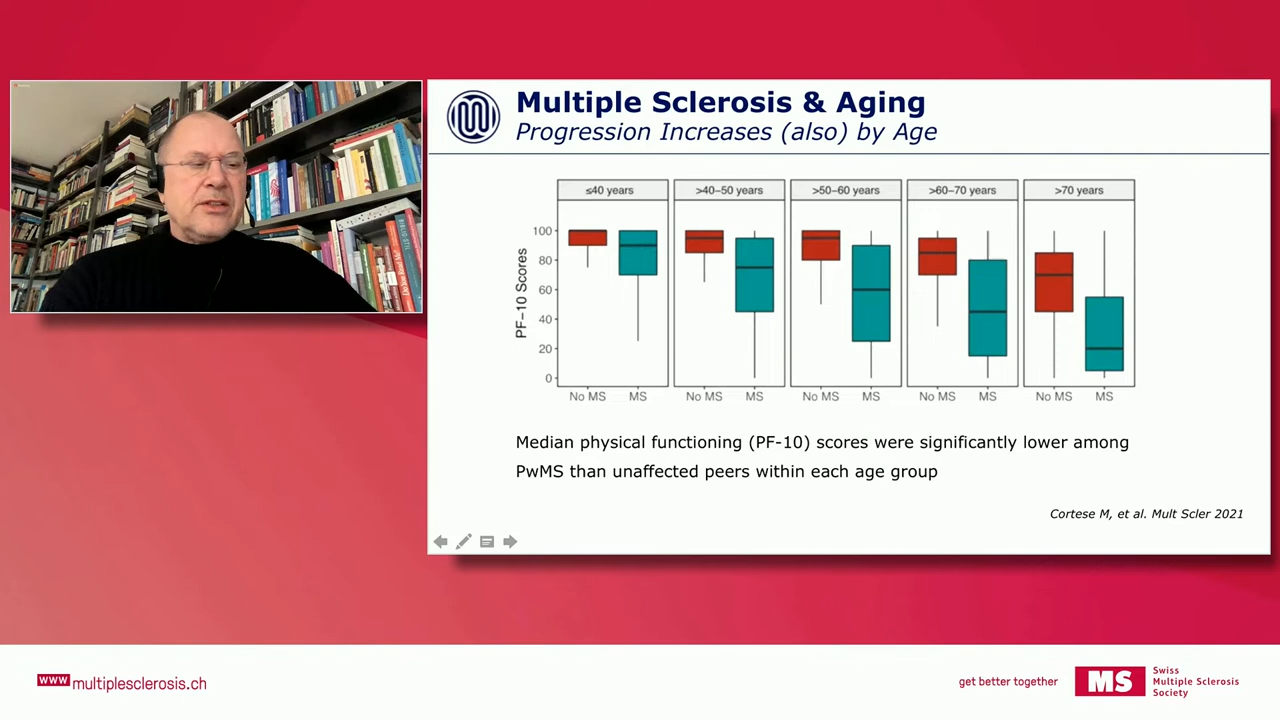 Multiple Sclerosis & Aging
Progression Increases (also) by Age
≤40 years
>40–50 years
>50–60 years
>60–70 years
>70 years
PF–10 Scores
100
80
60
40
20
0
No MS MS No MS MS No MS MS No MS MS No MS MS
Median physical functioning (PF-10) scores were significantly lower among
PwMS than unaffected peers within each age group
Cortese M, et al. Mult Scler 2021
www multiplesclerosis.ch
get better together
MS
Swiss
Multiple Sclerosis
Society